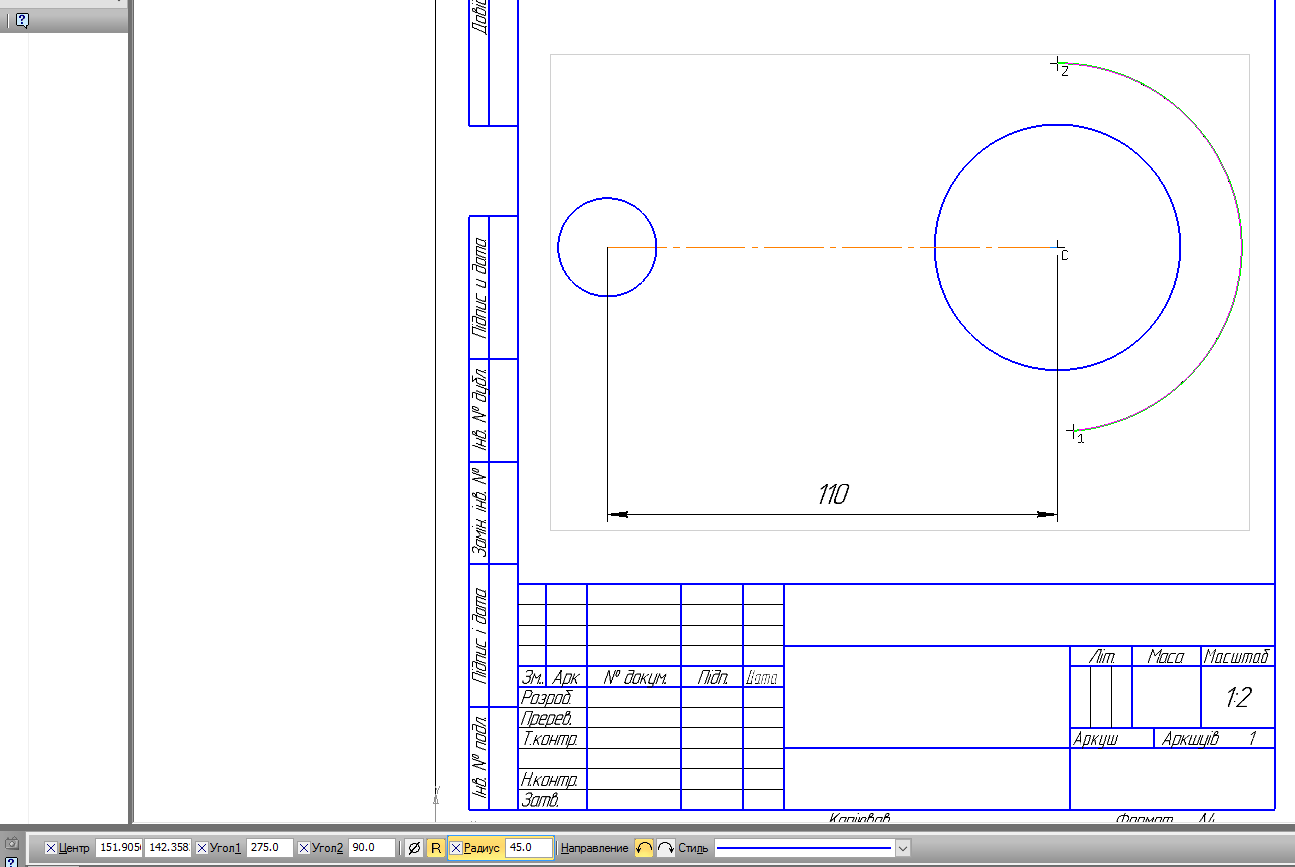 Довід
2
C
1
110
Підпис и дата
Інв. № дубл.
Замін. інв. №
Підпис і дата
Інв. № подл.
Літ. Маса Масштаб
Зм. Арк № докум. Підп. Дата
Розроб.
1:2
Перерев.
Т.контр.
Аркуш Аркшуів 1
Н.контр.
Затв.
Копіював Формат А4
Центр 151.905 142.358 Угол1 275.0 Угол2 90.0 R Радиус 45.0 Направление Стиль